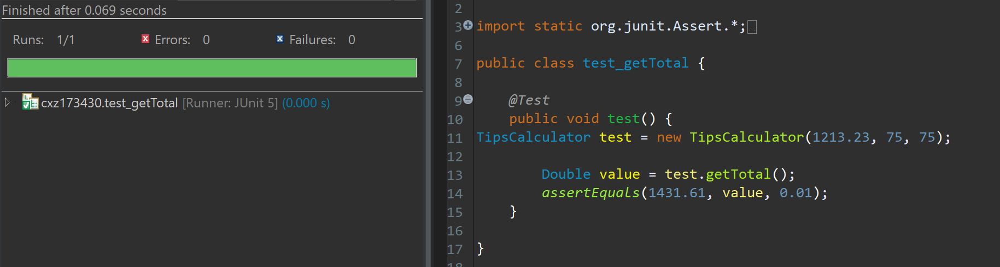 Finished after 0.069 seconds
Runs: 1/1 Errors: 0 Failures: 0
cxz173430.test_getTotal [Runner: JUnit 5] (0.000 s)
2
3 import static org.junit.Assert.*;
6
7 public class test_getTotal {
8
9 @Test
10 public void test() {
11 TipsCalculator test = new TipsCalculator(1213.23, 75, 75);
12
13 Double value = test.getTotal();
14 assertEquals(1431.61, value, 0.01);
15 }
16
17 }
18